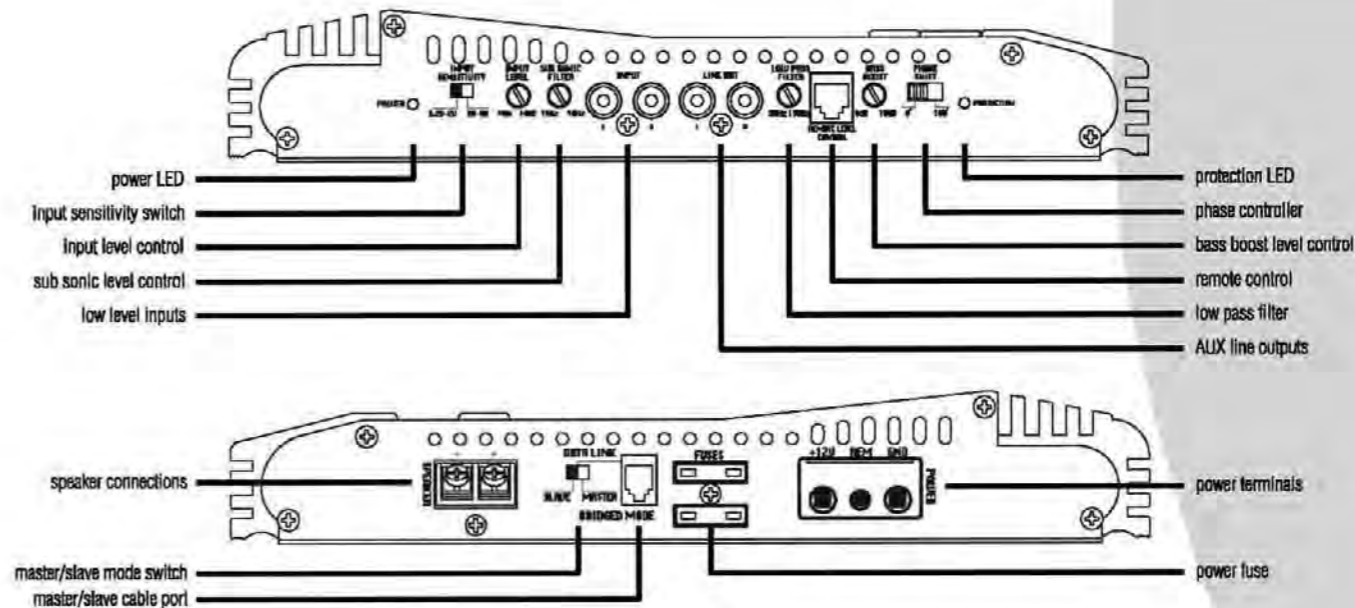 INPUT SENSITIVITY
INPUT LEVEL
SUB SONIC FILTER
INPUT
LINE OUT
LOW PASS FILTER
BASS BOOST
PHASE SHIFT
POWER
PROTECTION
REMOTE LEVEL CONTROL
power LED
input sensitivity switch
input level control
sub sonic level control
low level inputs
protection LED
phase controller
bass boost level control
remote control
low pass filter
AUX line outputs
SPEAKER
- +
DATA LINK
SLAVE MASTER
BRIDGED MODE
FUSES
+12V REM GND
POWER
speaker connections
master/slave mode switch
master/slave cable port
power terminals
power fuse